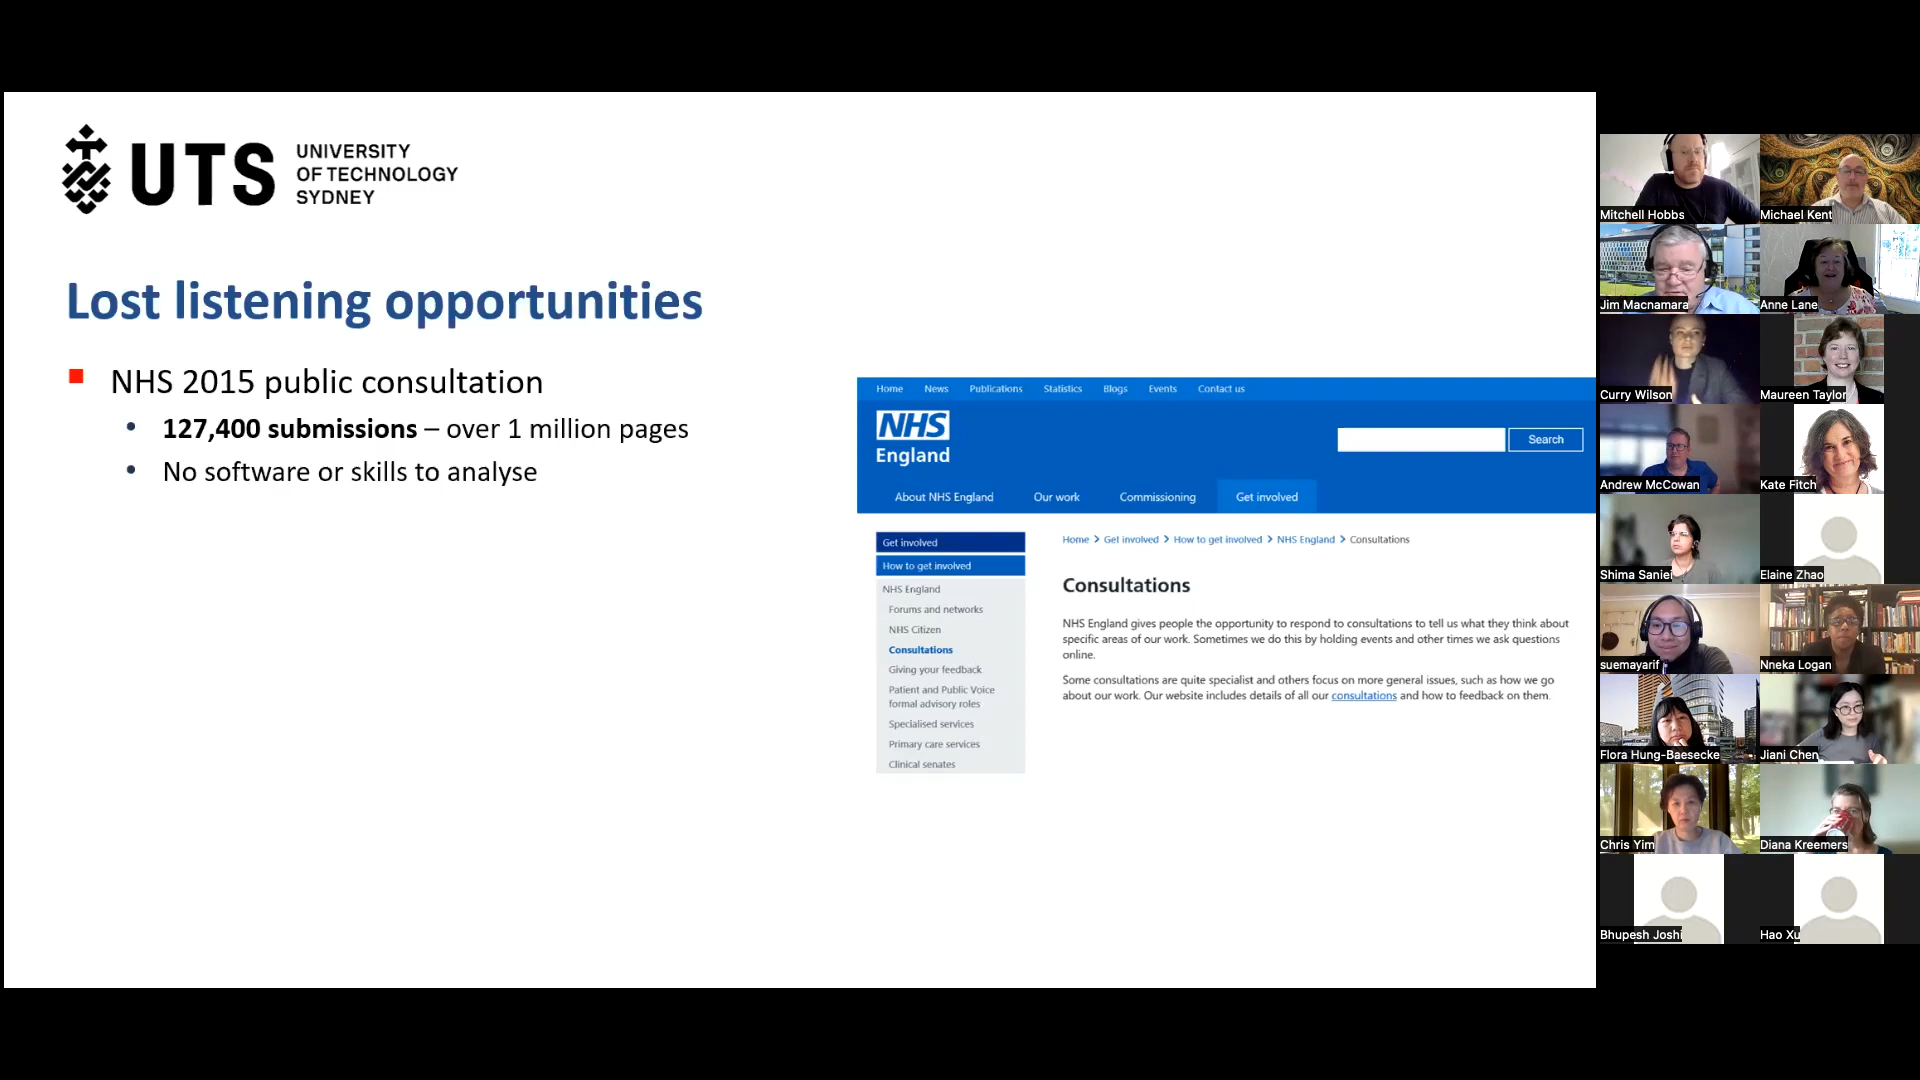 UTS
UNIVERSITY
OF TECHNOLOGY
SYDNEY
Lost listening opportunities
NHS 2015 public consultation
• 127,400 submissions – over 1 million pages
• No software or skills to analyse
Home News Publications Statistics Blogs Events Contact us
NHS
England
Search
About NHS England Our work Commissioning Get involved
Get involved
How to get involved
NHS England
Forums and networks
NHS Citizen
Consultations
Giving your feedback
Patient and Public Voice
formal advisory roles
Specialised services
Primary care services
Clinical senates
Home > Get involved > How to get involved > NHS England > Consultations
Consultations
NHS England gives people the opportunity to respond to consultations to tell us what they think about
specific areas of our work. Sometimes we do this by holding events and other times we ask questions
online.
Some consultations are quite specialist and others focus on more general issues, such as how we go
about our work. Our website includes details of all our consultations and how to feedback on them.
Mitchell Hobbs
Michael Kent
Jim Macnamara
Anne Lane
Curry Wilson
Maureen Taylor
Andrew McCowan
Kate Fitch
Shima Saniei
Elaine Zhao
suemayarif
Nneka Logan
Flora Hung-Baesecke
Jiani Chen
Chris Yim
Diana Kreemers
Bhupesh Joshi
Hao Xu